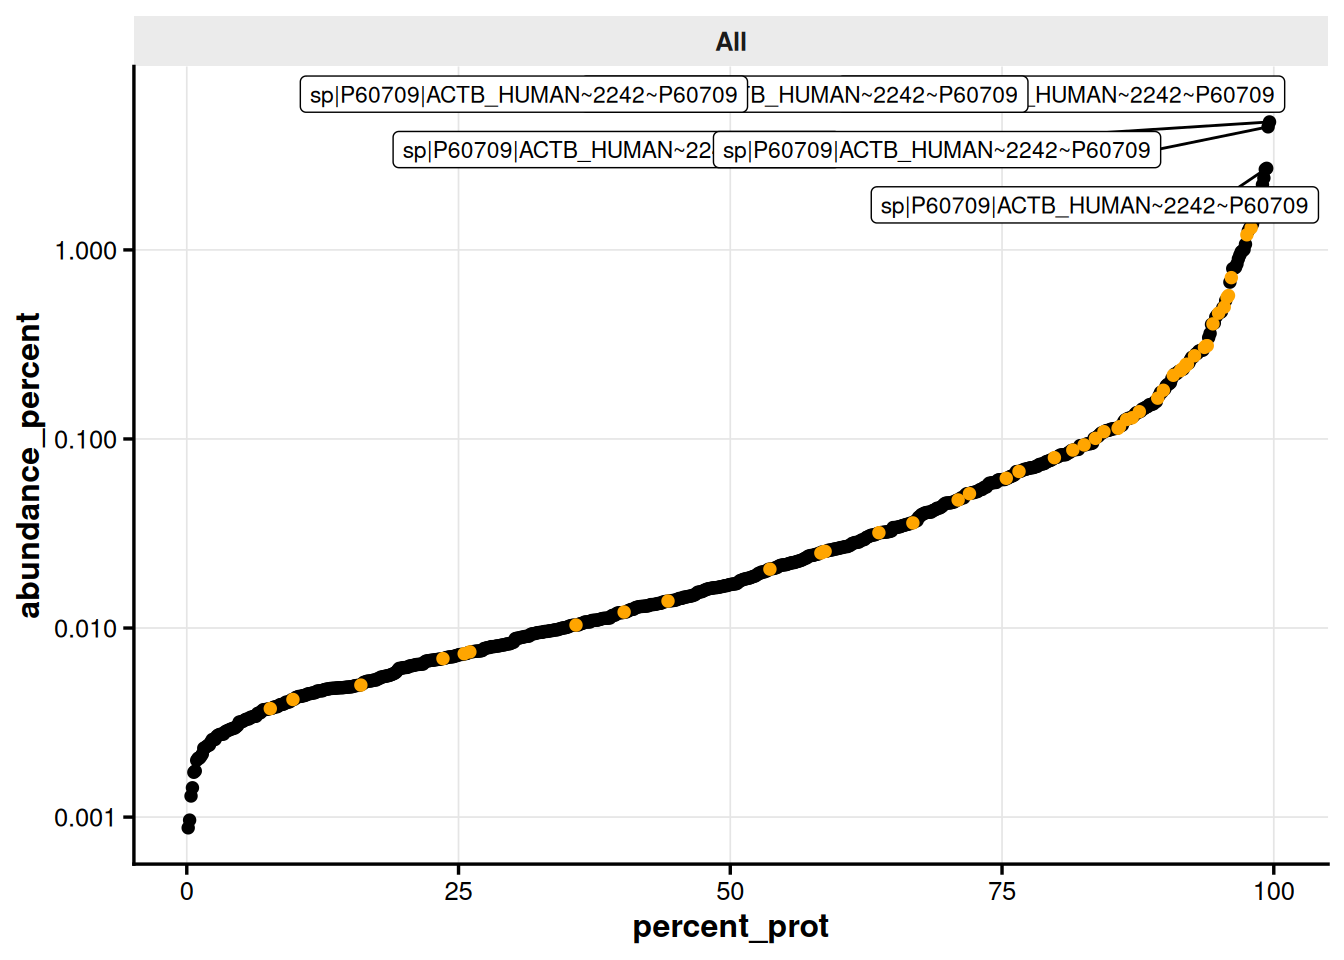 All
sp|P60709|ACTB_HUMAN~2242~P60709 TB_HUMAN~2242~P60709 _HUMAN~2242~P60709
sp|P60709|ACTB_HUMAN~22 sp|P60709|ACTB_HUMAN~2242~P60709
sp|P60709|ACTB_HUMAN~2242~P60709
1.000
0.100
0.010
0.001
abundance_percent
0 25 50 75 100
percent_prot